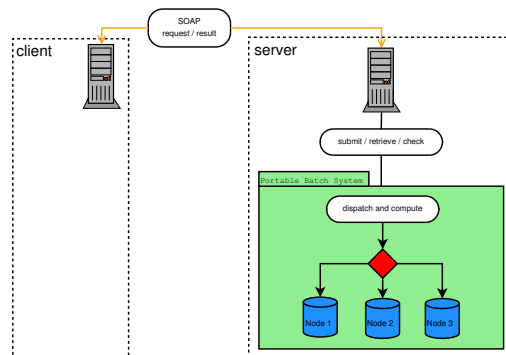 SOAP
request / result
client
server
submit / retrieve / check
Portable Batch System
dispatch and compute
Node 1
Node 2
Node 3